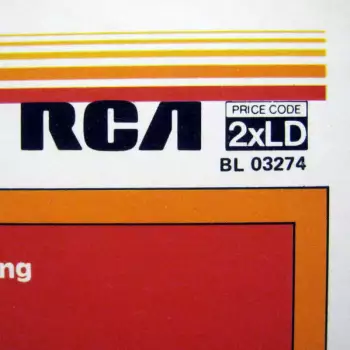 RCA
PRICE CODE
2xLD
BL 03274
ng